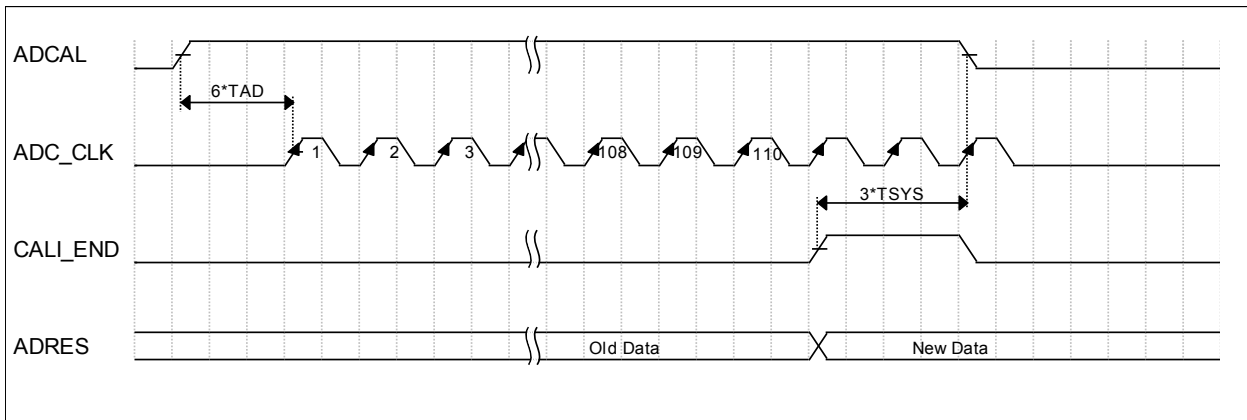 ADCAL
6*TAD
ADC_CLK
1 2 3 108 109 110
3*TSYS
CALI_END
ADRES Old Data New Data